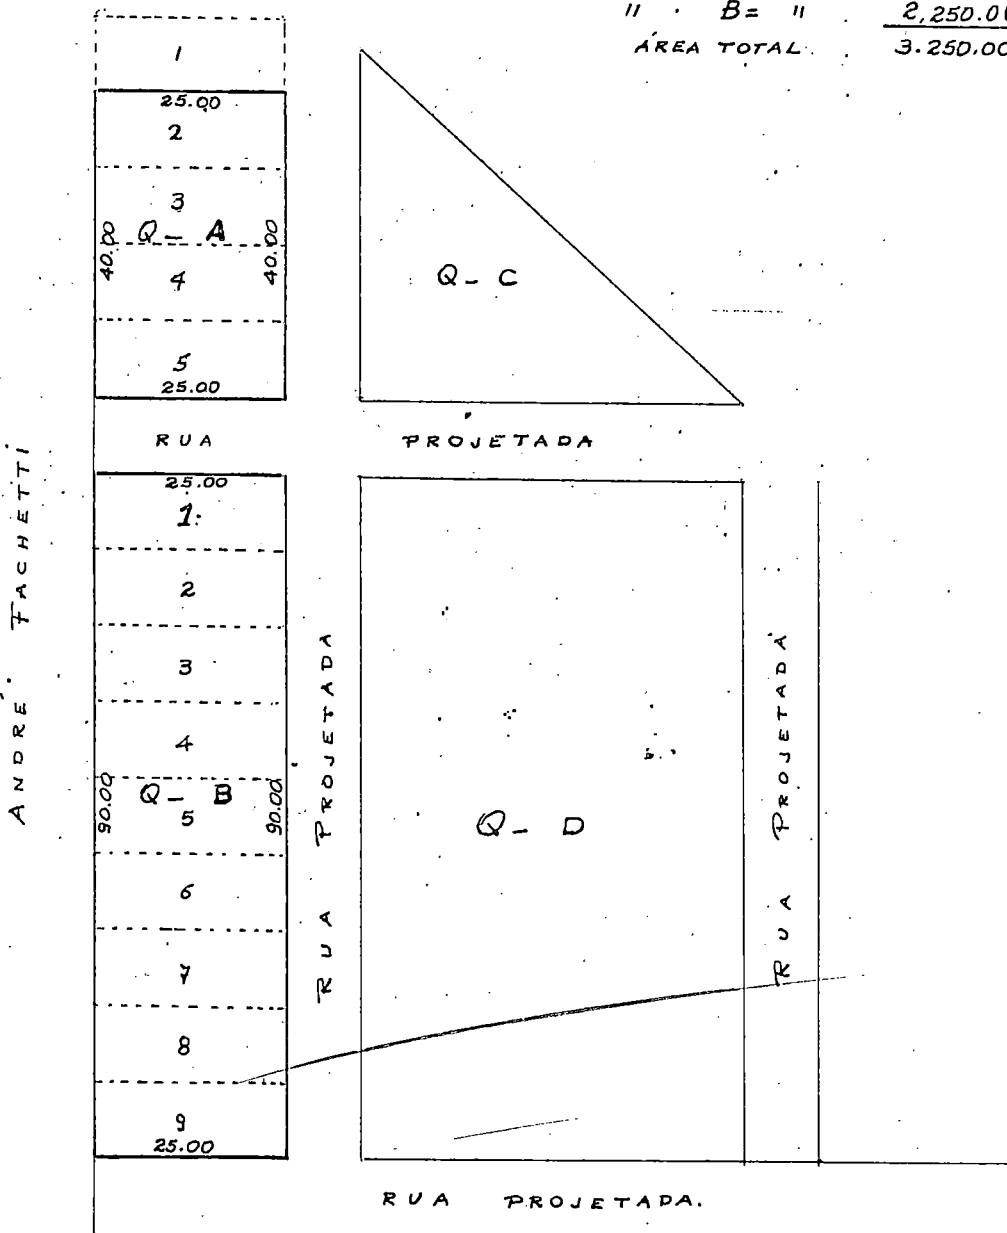 " . B= " . 2,250.00
ÁREA TOTAL. . 3.250.00
1
25.00
2
3
Q- A
40.00
40.00
4
5
25.00
Q- C
RUA PROJETADA
25.00
1
2
3
4
Q- B
90.00
90.00
5
6
7
8
9
25.00
ANDRÉ FACHETTI
RUA PROJETADA
Q- D
RUA PROJETADA
RUA PROJETADA.